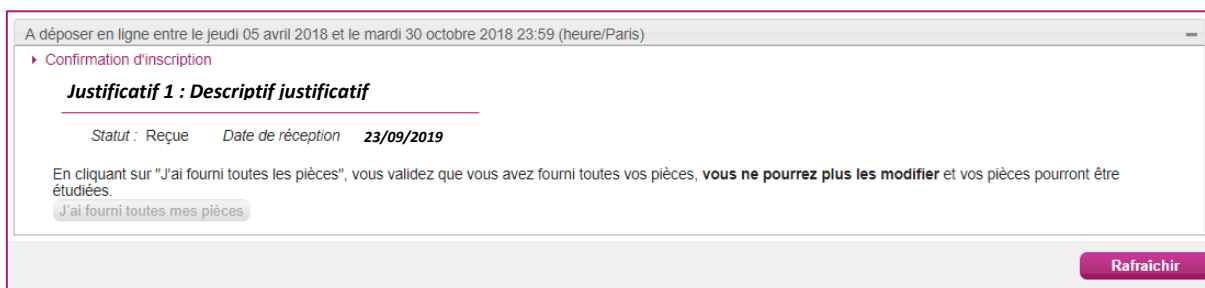 A déposer en ligne entre le jeudi 05 avril 2018 et le mardi 30 octobre 2018 23:59 (heure/Paris)
Confirmation d'inscription
Justificatif 1 : Descriptif justificatif
Statut : Reçue Date de réception 23/09/2019
En cliquant sur "J'ai fourni toutes les pièces", vous validez que vous avez fourni toutes vos pièces, vous ne pourrez plus les modifier et vos pièces pourront être
étudiées.
J'ai fourni toutes mes pièces
Rafraîchir